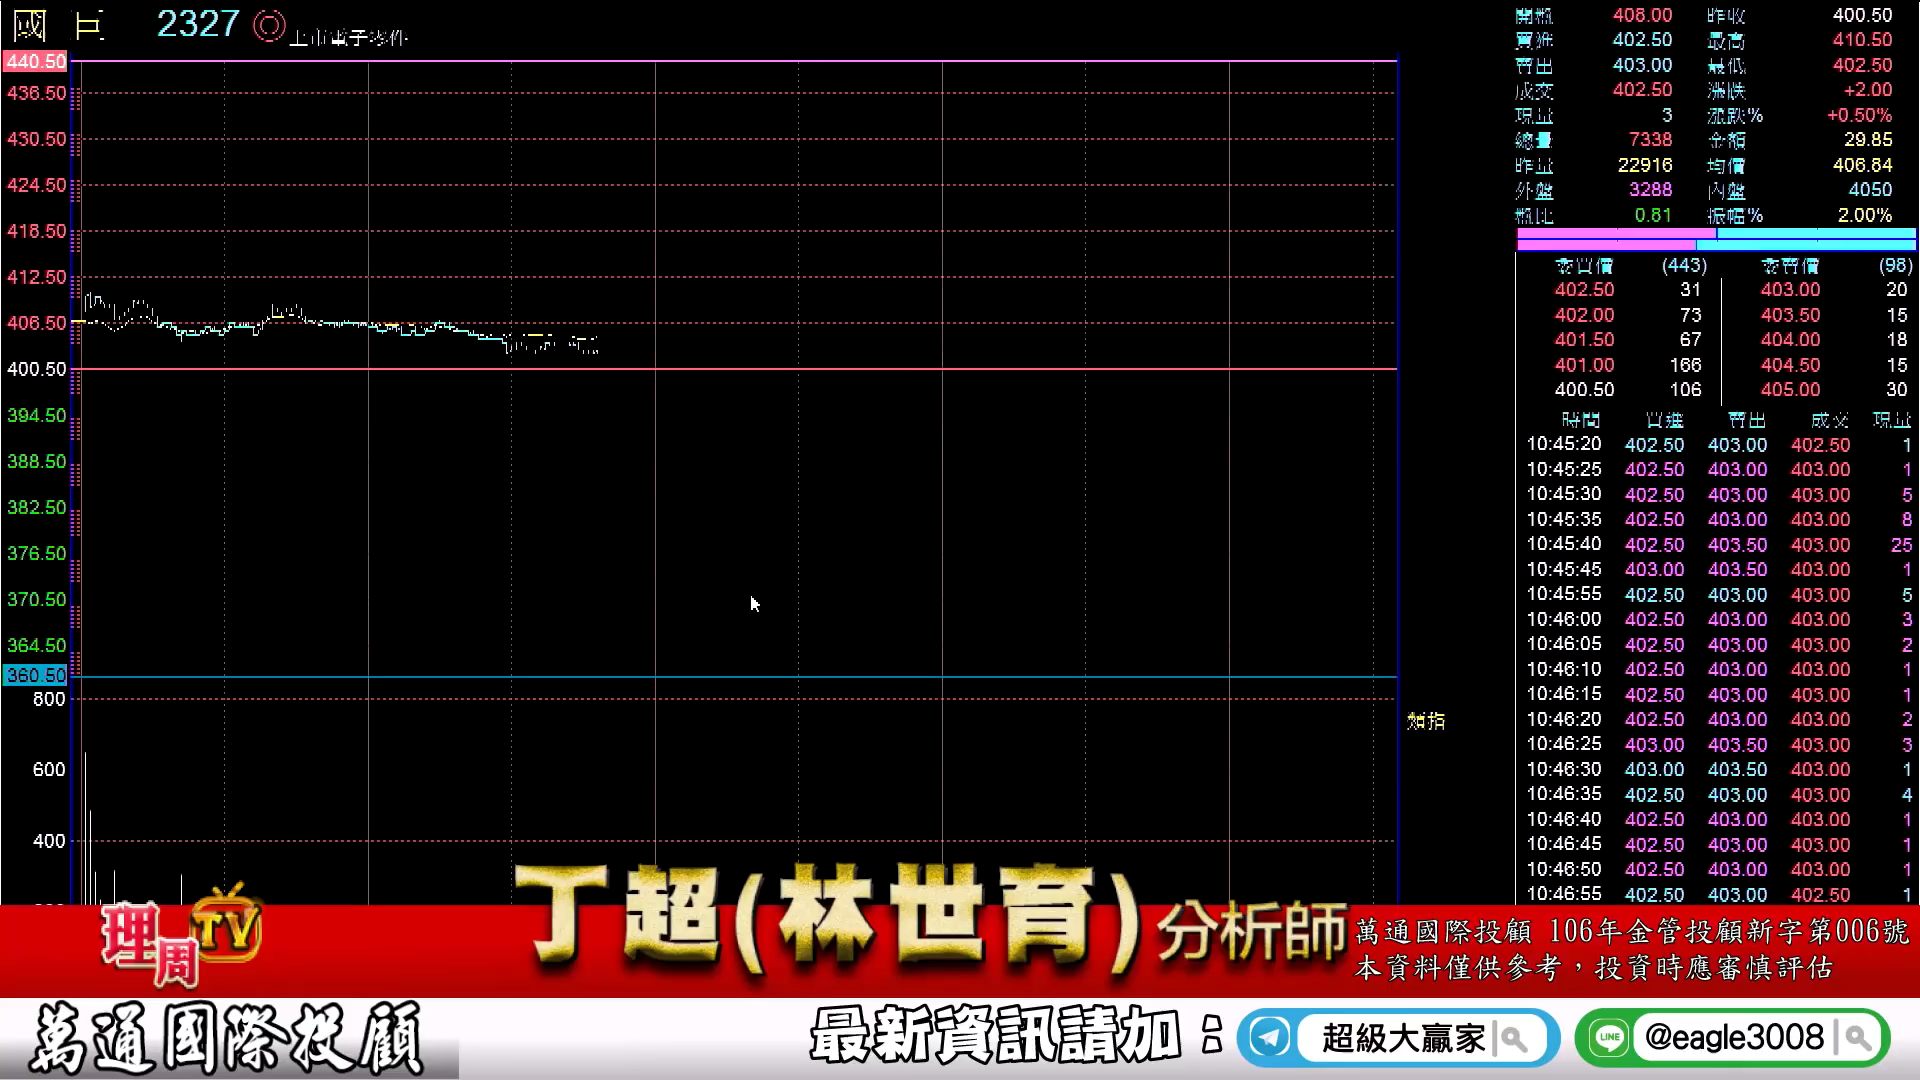 國 巨 2327 上市電子零件
440.50
436.50
430.50
424.50
418.50
412.50
406.50
400.50
394.50
388.50
382.50
376.50
370.50
364.50
360.50
800
600
400
類指
開盤 408.00 昨收 400.50
買進 402.50 最高 410.50
賣出 403.00 最低 402.50
成交 402.50 漲跌 +2.00
現量 3 漲跌% +0.50%
總量 7338 金額 29.85
昨量 22916 均價 406.84
外盤 3288 內盤 4050
盤比 0.81 振幅% 2.00%
委買價 (443) 委賣價 (98)
402.50 31 403.00 20
402.00 73 403.50 15
401.50 67 404.00 18
401.00 166 404.50 15
400.50 106 405.00 30
時間 買進 賣出 成交 現量
10:45:20 402.50 403.00 402.50 1
10:45:25 402.50 403.00 403.00 1
10:45:30 402.50 403.00 403.00 5
10:45:35 402.50 403.00 403.00 8
10:45:40 402.50 403.50 403.00 25
10:45:45 403.00 403.50 403.00 1
10:45:55 402.50 403.00 403.00 5
10:46:00 402.50 403.00 403.00 3
10:46:05 402.50 403.00 403.00 2
10:46:10 402.50 403.00 403.00 1
10:46:15 402.50 403.00 403.00 1
10:46:20 402.50 403.00 403.00 2
10:46:25 403.00 403.50 403.00 3
10:46:30 403.00 403.50 403.00 1
10:46:35 402.50 403.00 403.00 4
10:46:40 402.50 403.00 403.00 1
10:46:45 402.50 403.00 403.00 1
10:46:50 402.50 403.00 403.00 1
10:46:55 402.50 403.00 402.50 1
理周TV
丁超(林世育)分析師
萬通國際投顧 106年金管投顧新字第006號
本資料僅供參考，投資時應審慎評估
萬通國際投顧
最新資訊請加：
超級大贏家
LINE @eagle3008